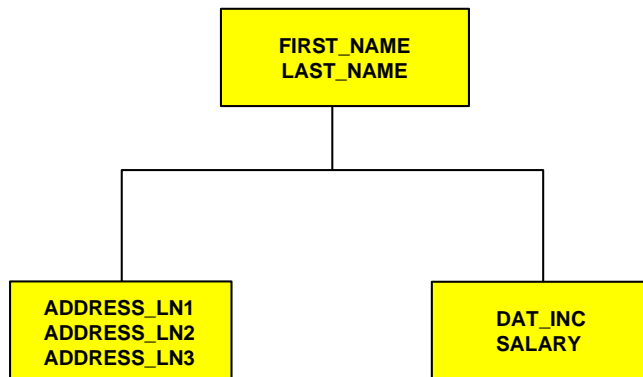 FIRST_NAME
LAST_NAME
ADDRESS_LN1
ADDRESS_LN2
ADDRESS_LN3
DAT_INC
SALARY